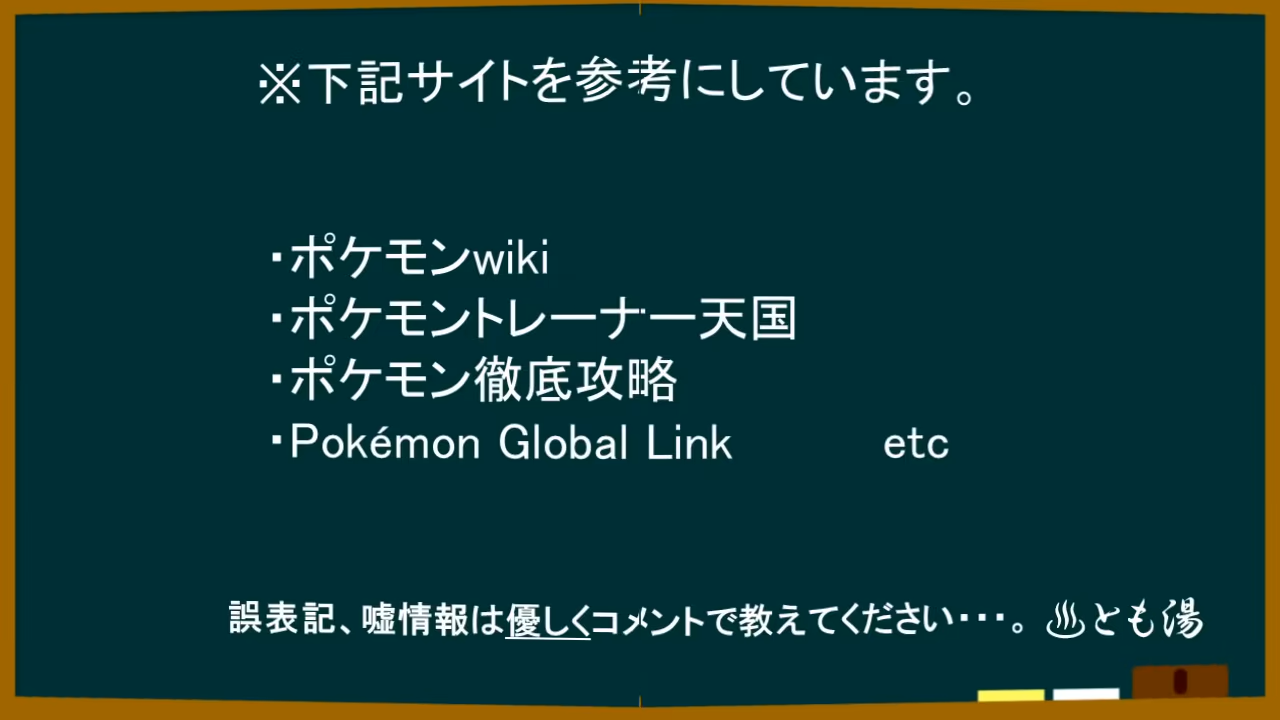 ※下記サイトを参考にしています。
・ポケモンwiki
・ポケモントレーナー天国
・ポケモン徹底攻略
・Pokémon Global Link etc
誤表記、嘘情報は優しくコメントで教えてください・・・。 ♨とも湯